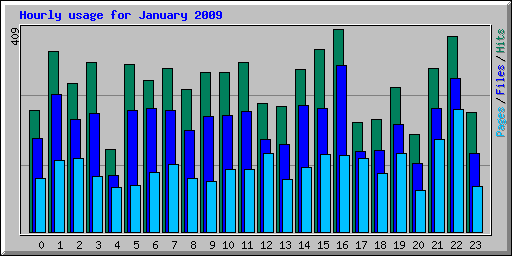 Hourly usage for January 2009
409
Pages / Files / Hits
0 1 2 3 4 5 6 7 8 9 10 11 12 13 14 15 16 17 18 19 20 21 22 23